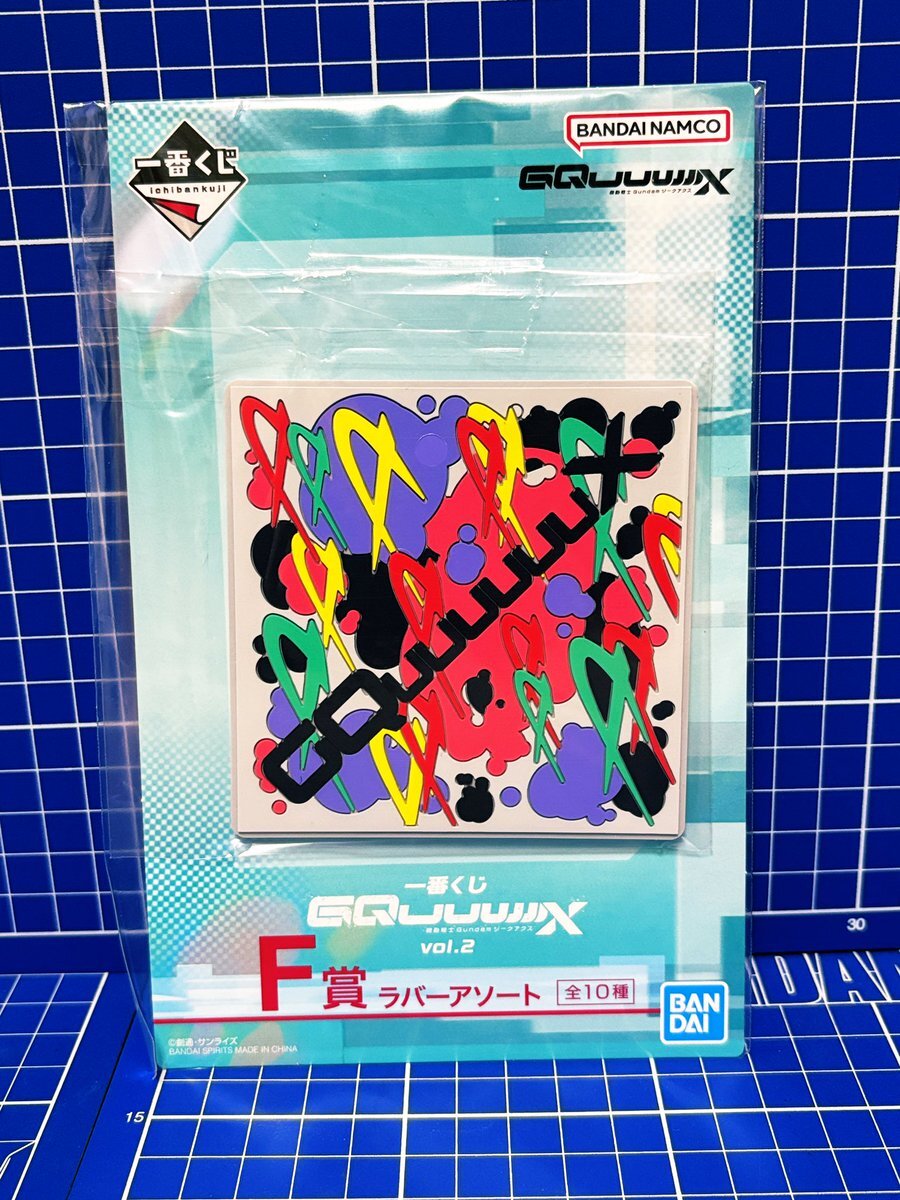 一番くじ
ichibankuji
BANDAI NAMCO
GQuuuuuuX
機動戦士Gundam ジークアクス
GQuuuuuuX
一番くじ
GQuuuuuuX
機動戦士Gundam ジークアクス
vol.2
F賞 ラバーアソート 全10種
BAN
DAI
©創通・サンライズ
BANDAI SPIRITS MADE IN CHINA
30
15